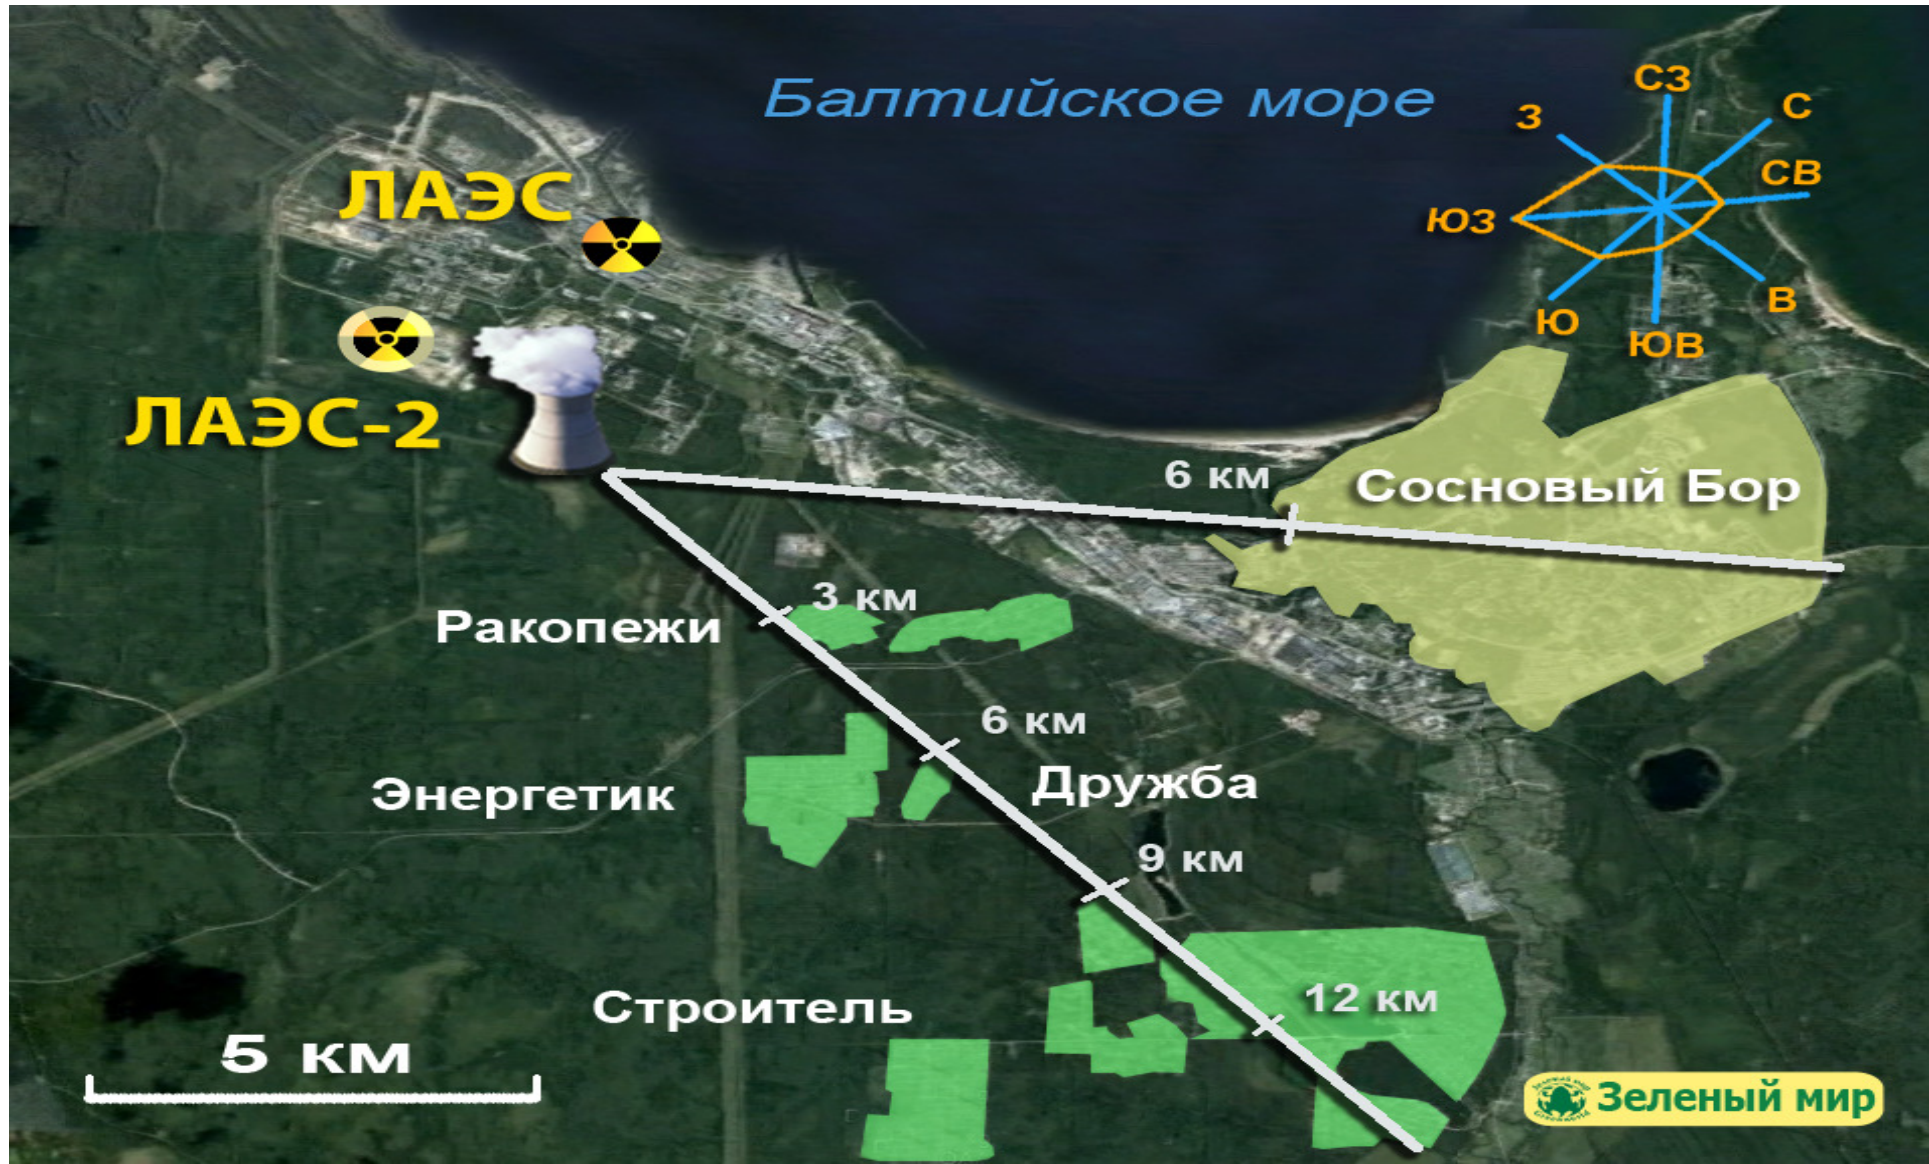 Балтийское море
СЗ
З
С
СВ
ЮЗ
В
Ю
ЮВ
ЛАЭС
ЛАЭС-2
6 км
Сосновый Бор
3 км
Ракопежи
6 км
Энергетик
Дружба
9 км
12 км
Строитель
5 км
Зеленый мир